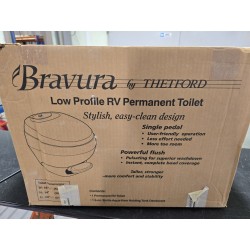 Bravura by THETFORD
Low Profile RV Permanent Toilet
Stylish, easy-clean design
Single pedal
• User-friendly operation
• Less effort needed
• More toe room
Powerful flush
• Pulsating for superior cleanliness
• Instant, complete bowl coverage
Taller, stronger
...more comfort and stability